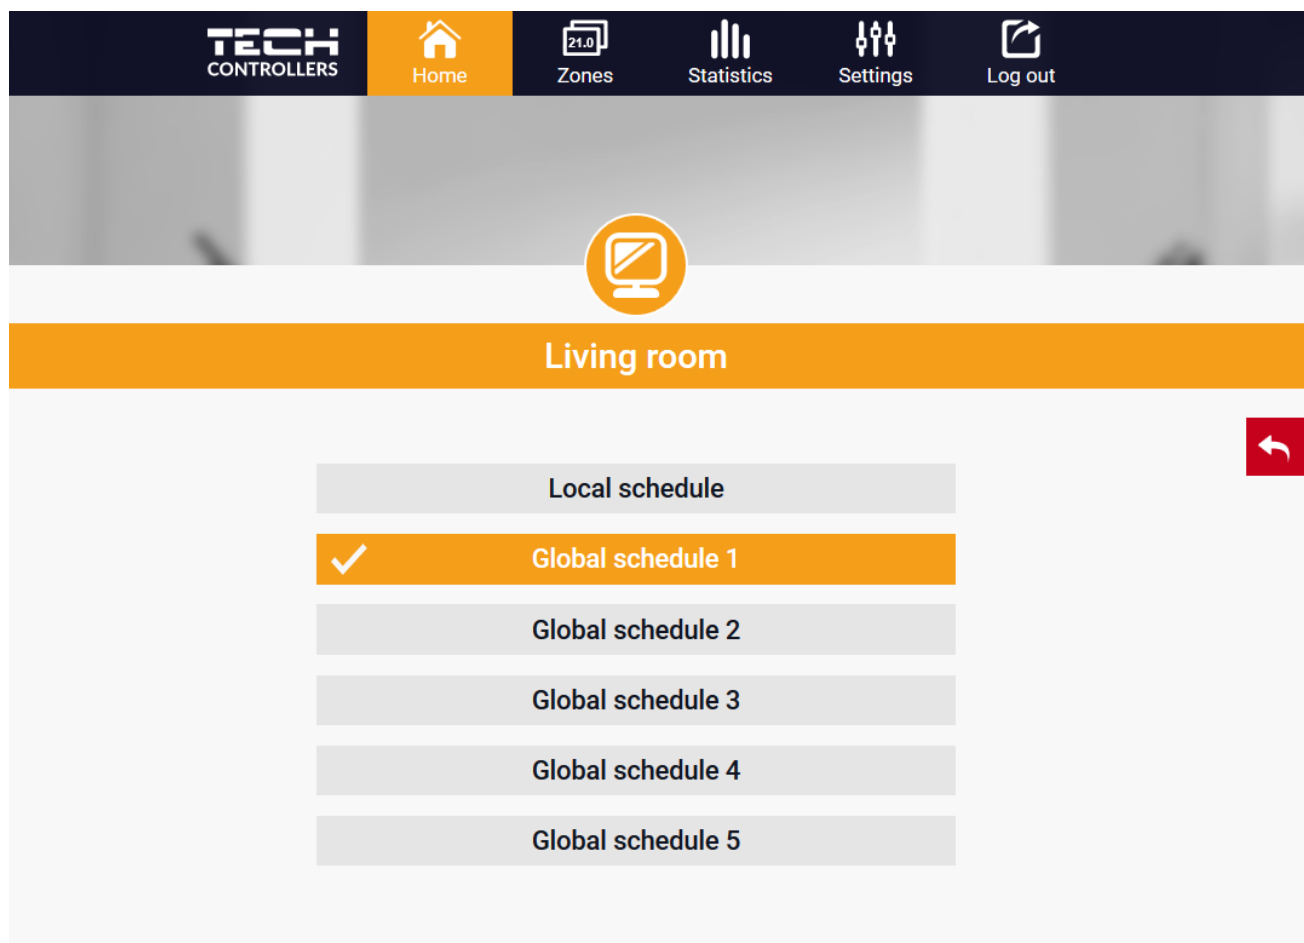 TECH
CONTROLLERS
Home
21.0
Zones
Statistics
Settings
Log out
Living room
Local schedule
Global schedule 1
Global schedule 2
Global schedule 3
Global schedule 4
Global schedule 5